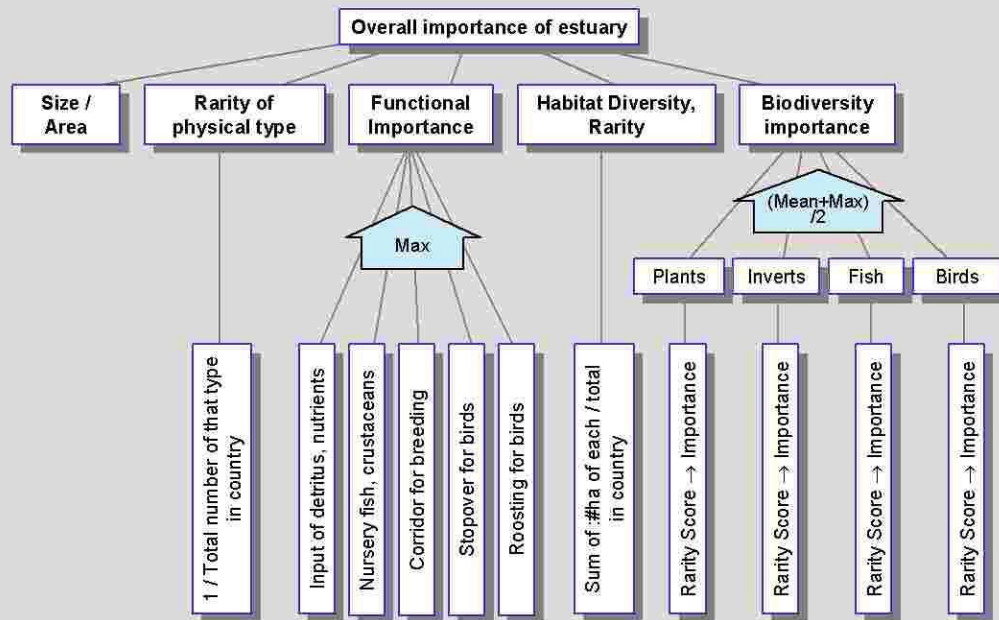 Overall importance of estuary
Size /
Area
Rarity of
physical type
Functional
Importance
Habitat Diversity,
Rarity
Biodiversity
importance
Max
(Mean+Max)
/2
Plants
Inverts
Fish
Birds
1 / Total number of that type
in country
Input of detritus, nutrients
Nursery fish, crustaceans
Corridor for breeding
Stopover for birds
Roosting for birds
Sum of :#ha of each / total
in country
Rarity Score → Importance
Rarity Score → Importance
Rarity Score → Importance
Rarity Score → Importance